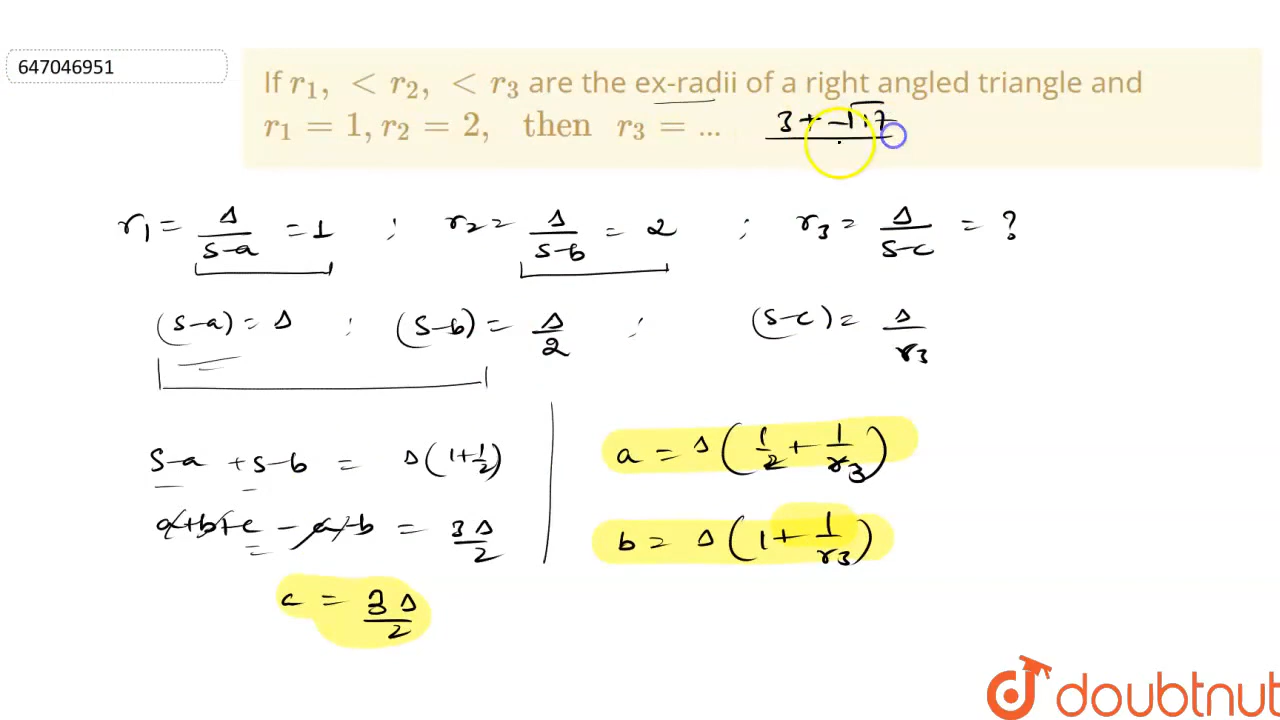 647046951
If r₁, < r₂, < r₃ are the ex-radii of a right angled triangle and
r₁ = 1, r₂ = 2, then r₃ = ...
3 + √17
r₁ = Δ/(s-a) = 1 ; r₂ = Δ/(s-b) = 2 ; r₃ = Δ/(s-c) = ?
(s-a) = Δ ; (s-b) = Δ/2 ; (s-c) = Δ/r₃
s-a + s-b = Δ(1+1/2)
a+b+c - a-b = 3Δ/2
c = 3Δ/2
a = Δ(1/2 + 1/r₃)
b = Δ(1 + 1/r₃)
doubtnut